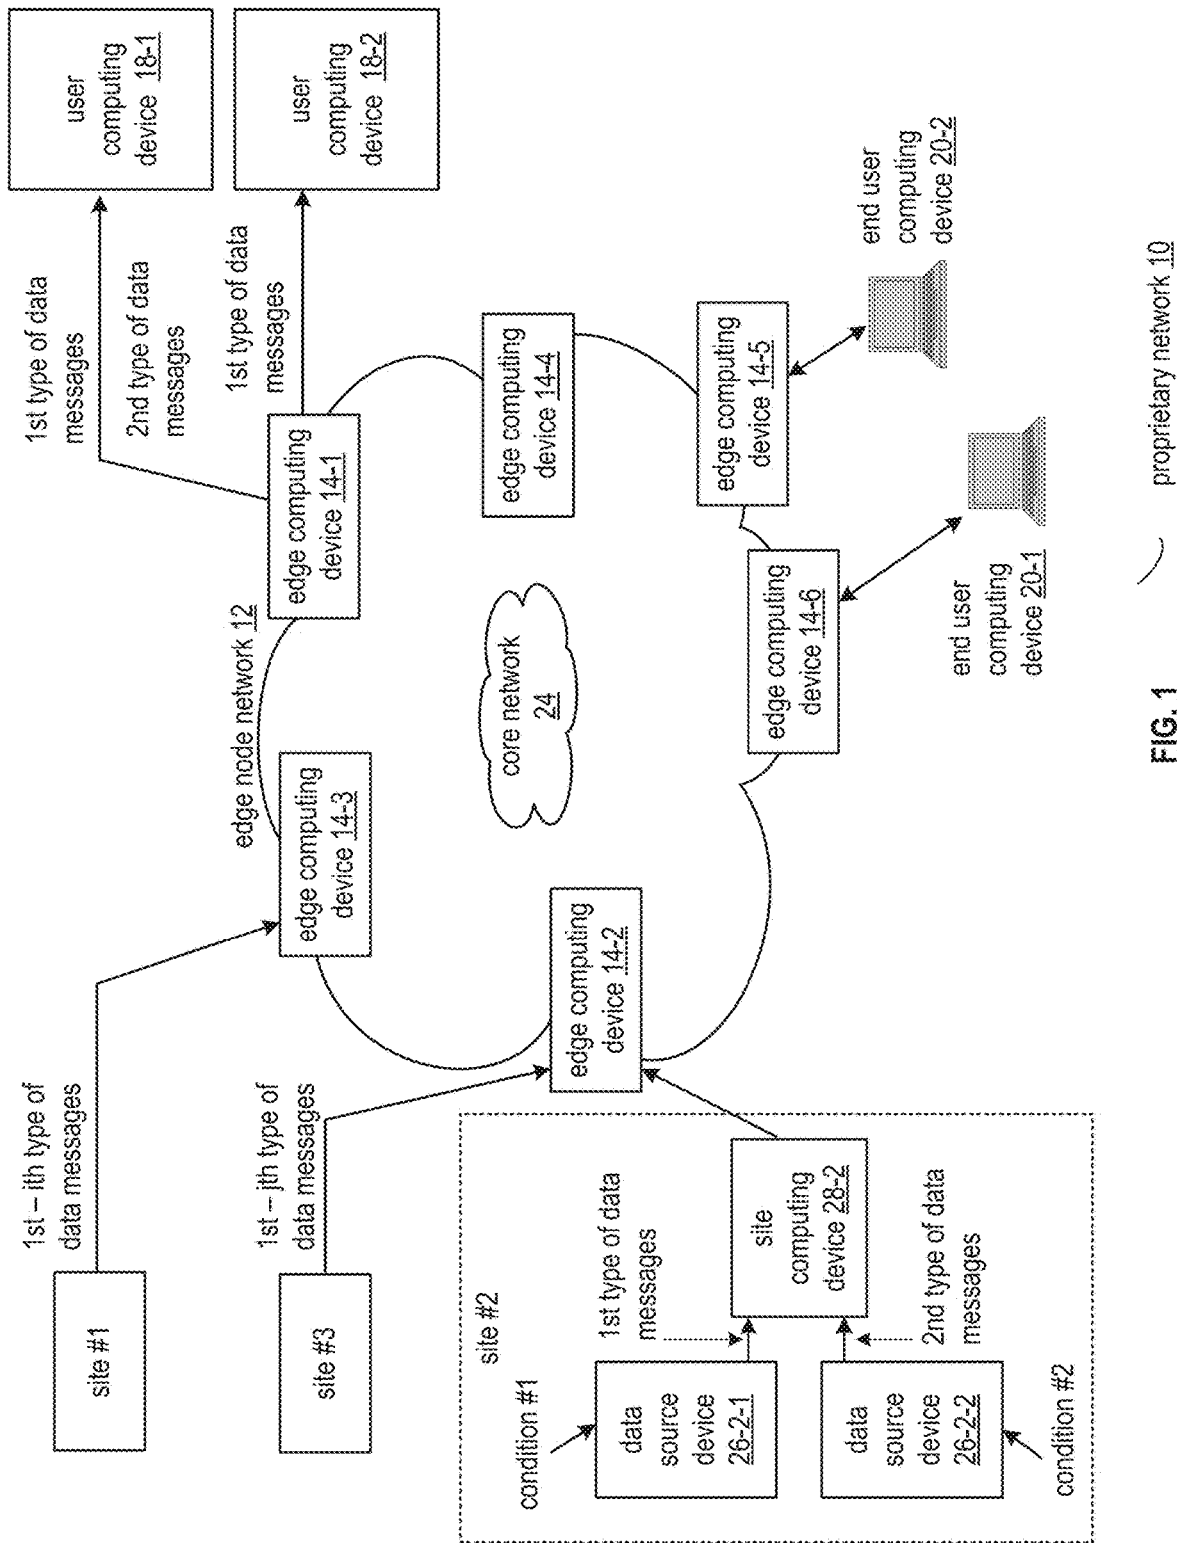 site #1
1st – ith type of
data messages
site #3
1st – jth type of
data messages
edge computing
device 14-3
edge node network 12
edge computing
device 14-1
1st type of data
messages
2nd type of data
messages
1st type of data
messages
user
computing
device 18-1
user
computing
device 18-2
site #2
condition #1
data
source
device
26-2-1
1st type of data
messages
site
computing
device 28-2
data
source
device
26-2-2
2nd type of data
messages
condition #2
edge computing
device 14-2
core network
24
edge computing
device 14-4
edge computing
device 14-5
edge computing
device 14-6
end user
computing
device 20-1
end user
computing
device 20-2
FIG. 1
proprietary network 10